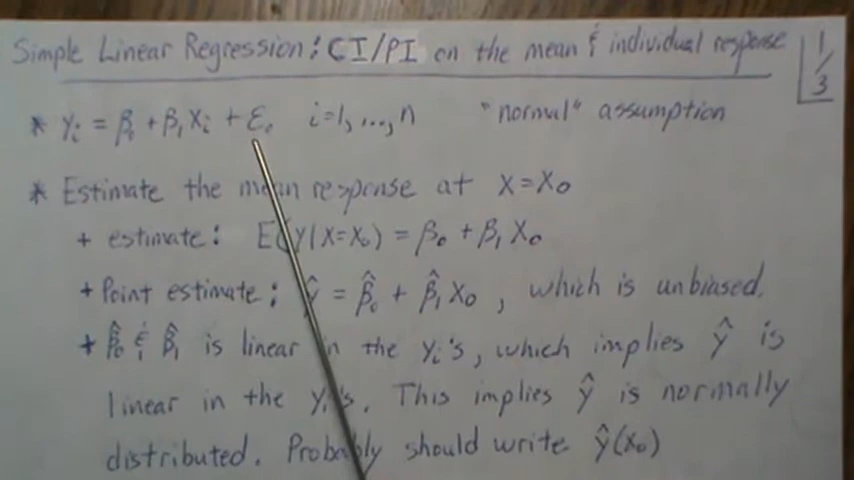 Simple Linear Regression: CI/PI on the mean & individual response
1/3
* Yi = β0 + β1Xi + εi i=1, ..., n "normal" assumption
* Estimate the mean response at X=X0
+ estimate: E(Y|X=X0) = β0 + β1X0
+ Point estimate: ŷ = β̂0 + β̂1X0, which is unbiased.
+ β̂0 & β̂1 is linear in the Yi's, which implies ŷ is
linear in the Yi's. This implies ŷ is normally
distributed. Probably should write ŷ(x0)